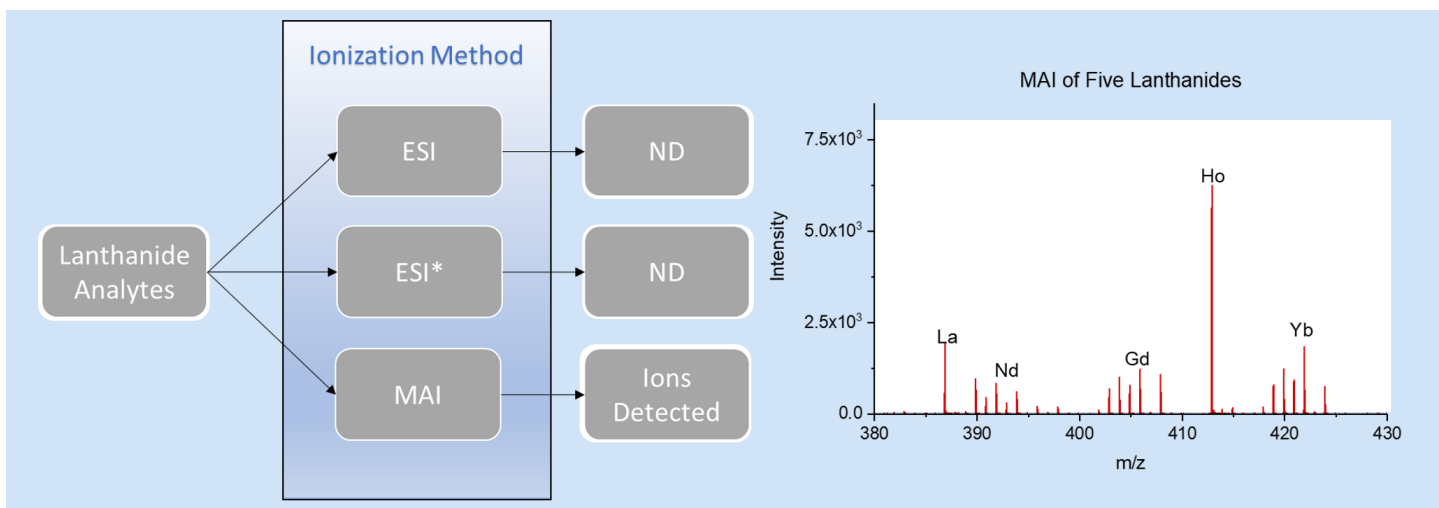 Ionization Method
Lanthanide
Analytes
ESI
ND
ESI*
ND
MAI
Ions
Detected
MAI of Five Lanthanides
Intensity
7.5x10³
5.0x10³
2.5x10³
0.0
La
Nd
Gd
Ho
Yb
380
390
400
410
420
430
m/z